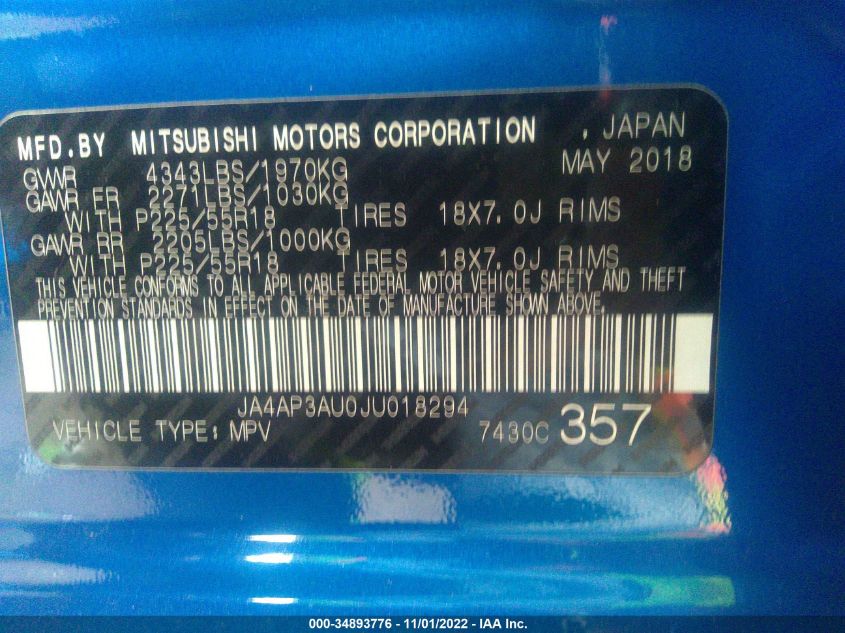 MFD.BY MITSUBISHI MOTORS CORPORATION , JAPAN
GVWR 4343LBS/1970KG MAY 2018
GAWR FR 2271LBS/1030KG
WITH P225/55R18 TIRES 18X7.0J RIMS
GAWR RR 2205LBS/1000KG
WITH P225/55R18 TIRES 18X7.0J RIMS
THIS VEHICLE CONFORMS TO ALL APPLICABLE FEDERAL MOTOR VEHICLE SAFETY AND THEFT
PREVENTION STANDARDS IN EFFECT ON THE DATE OF MANUFACTURE SHOWN ABOVE.
JA4AP3AU0JU018294
VEHICLE TYPE: MPV 7430C 357
000-34893776 - 11/01/2022 - IAA Inc.